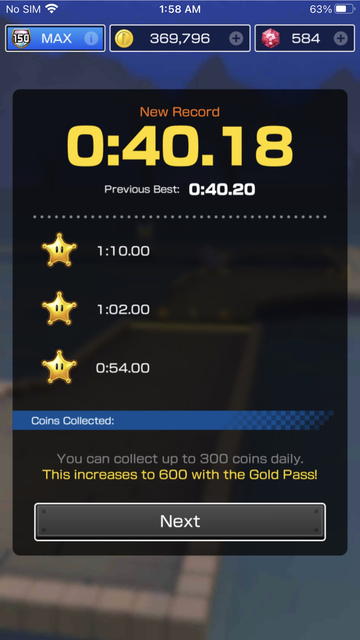 No SIM
1:58 AM
63%
150 MAX i
369,796 +
584 +
New Record
0:40.18
Previous Best: 0:40.20
1:10.00
1:02.00
0:54.00
Coins Collected:
You can collect up to 300 coins daily.
This increases to 600 with the Gold Pass!
Next